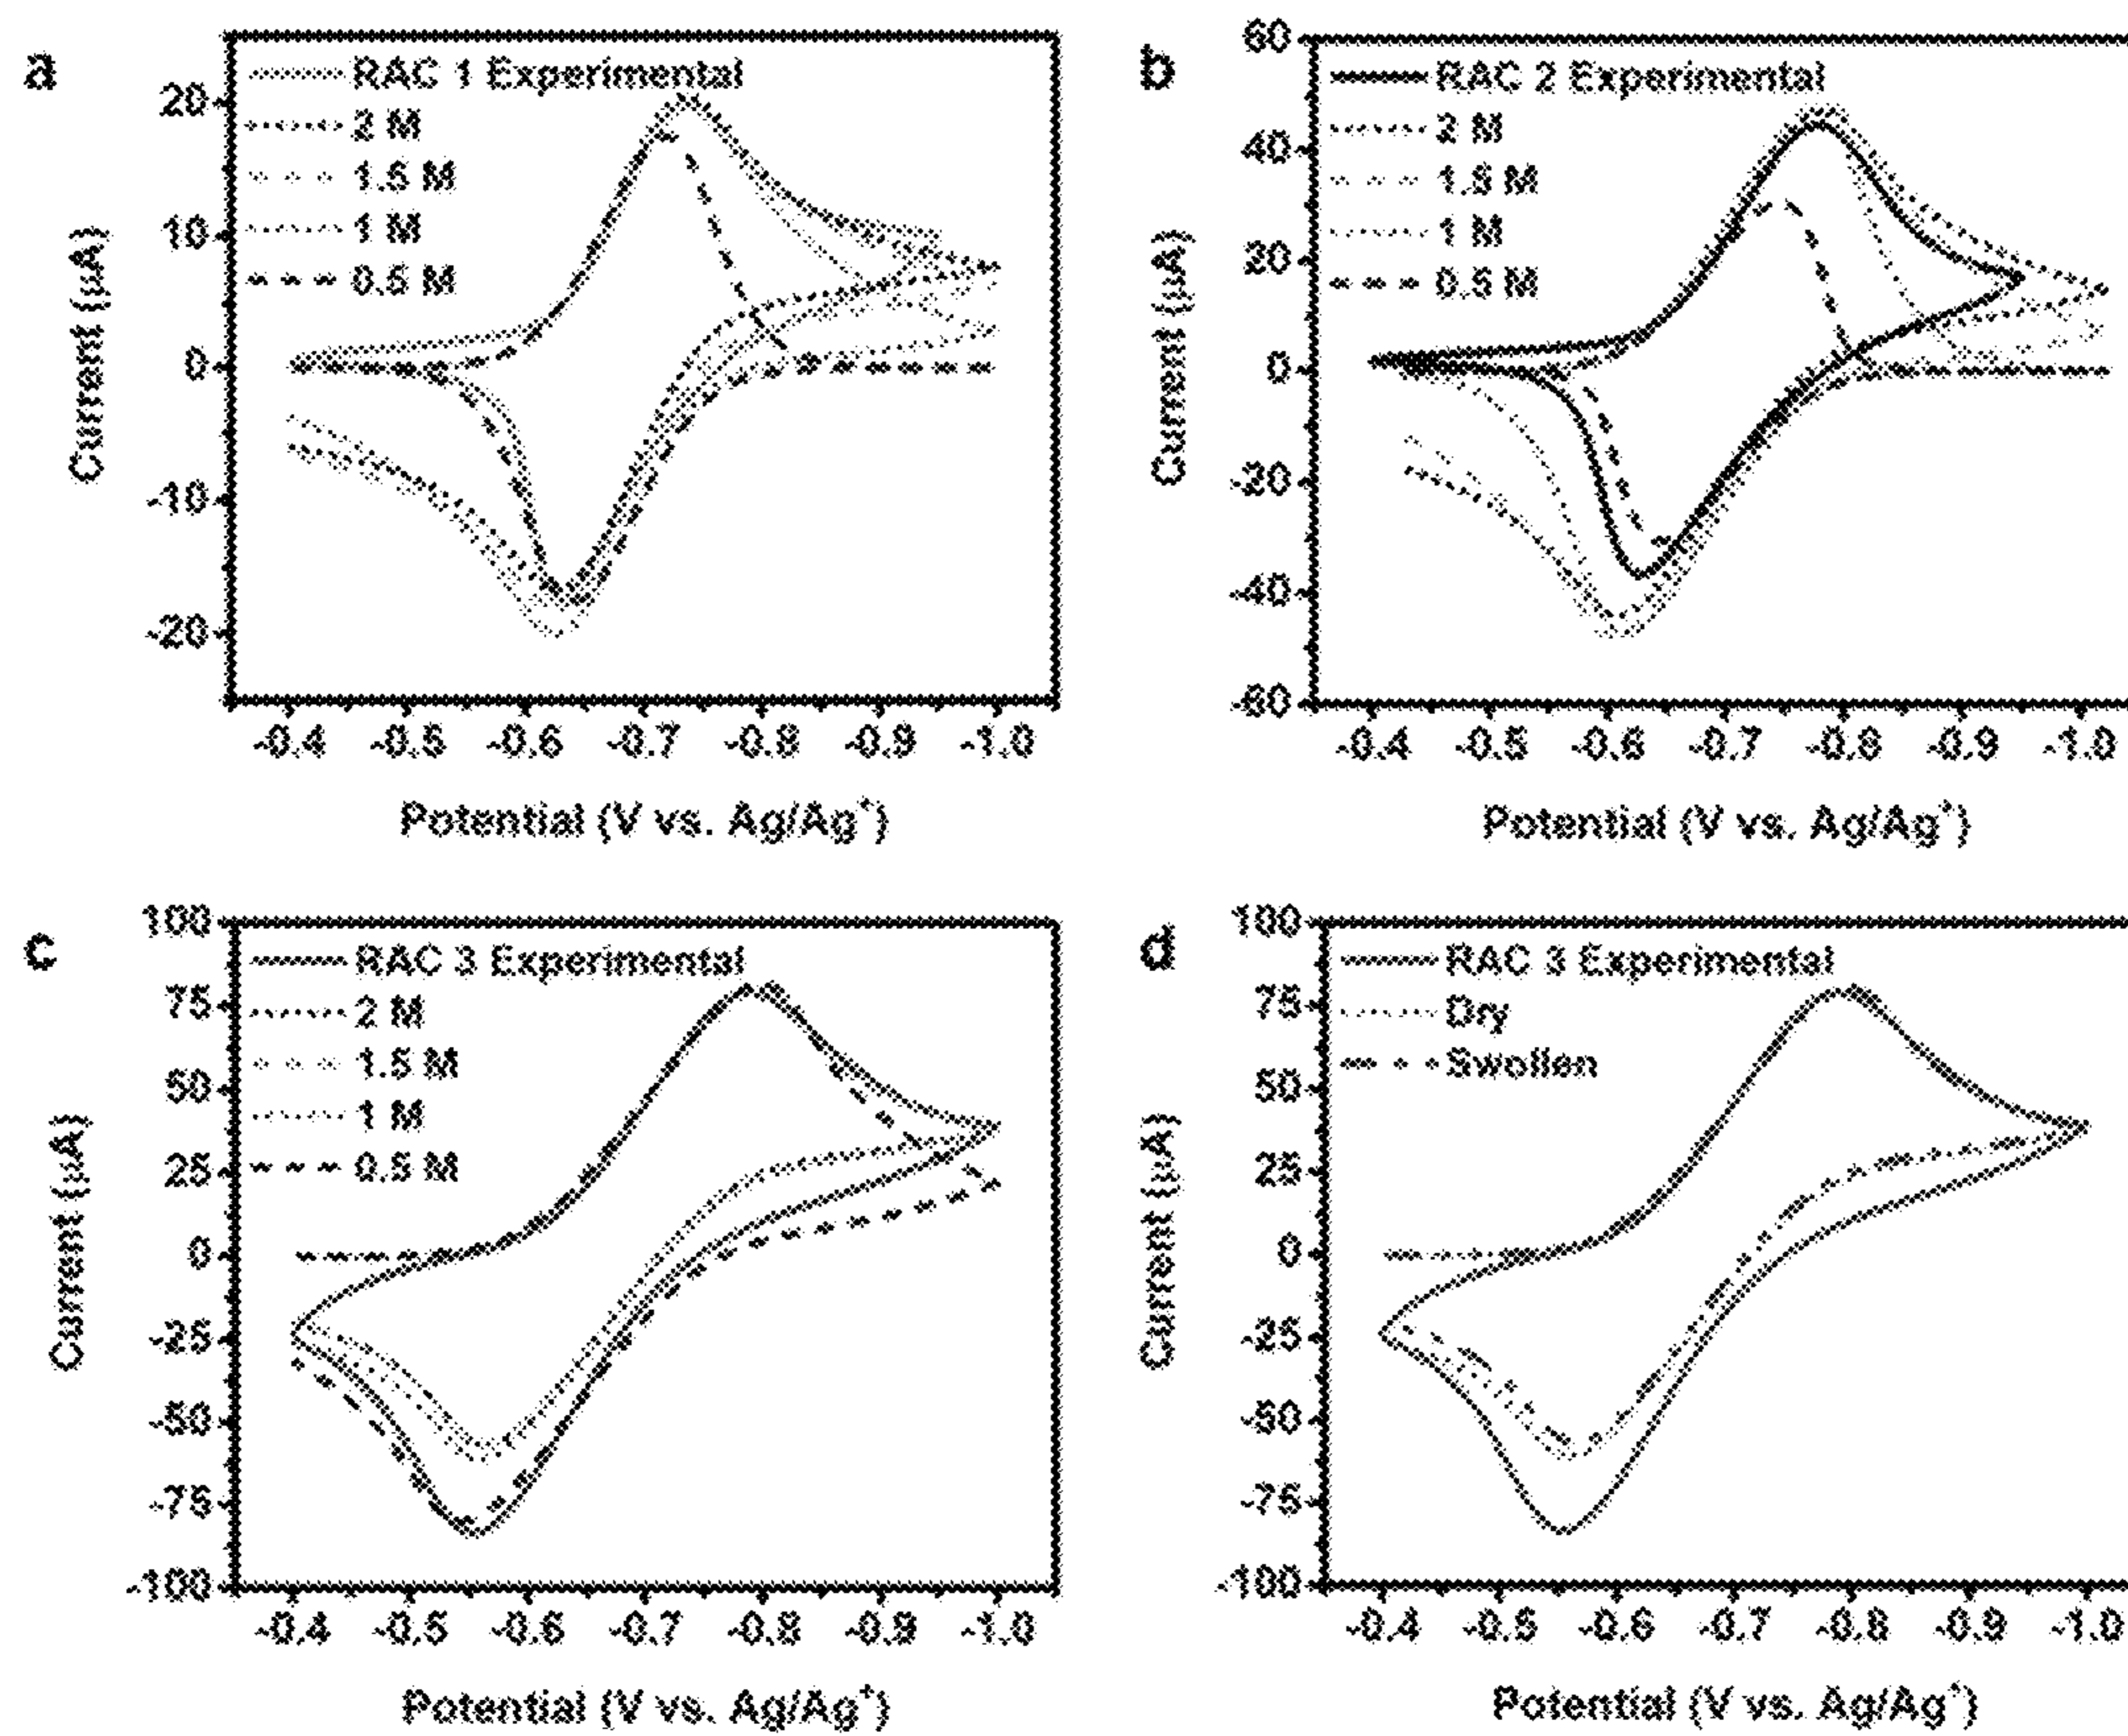 a
RAC 1 Experimental
2 M
1.5 M
1 M
0.5 M
20
10
0
-10
-20
Current (µA)
-0.4 -0.5 -0.6 -0.7 -0.8 -0.9 -1.0
Potential (V vs. Ag/Ag⁺)
b
RAC 2 Experimental
2 M
1.5 M
1 M
0.5 M
60
40
20
0
-20
-40
-60
Current (µA)
-0.4 -0.5 -0.6 -0.7 -0.8 -0.9 -1.0
Potential (V vs. Ag/Ag⁺)
c
RAC 3 Experimental
2 M
1.5 M
1 M
0.5 M
100
75
50
25
0
-25
-50
-75
-100
Current (µA)
-0.4 -0.5 -0.6 -0.7 -0.8 -0.9 -1.0
Potential (V vs. Ag/Ag⁺)
d
RAC 3 Experimental
Dry
Swollen
100
75
50
25
0
-25
-50
-75
-100
Current (µA)
-0.4 -0.5 -0.6 -0.7 -0.8 -0.9 -1.0
Potential (V vs. Ag/Ag⁺)